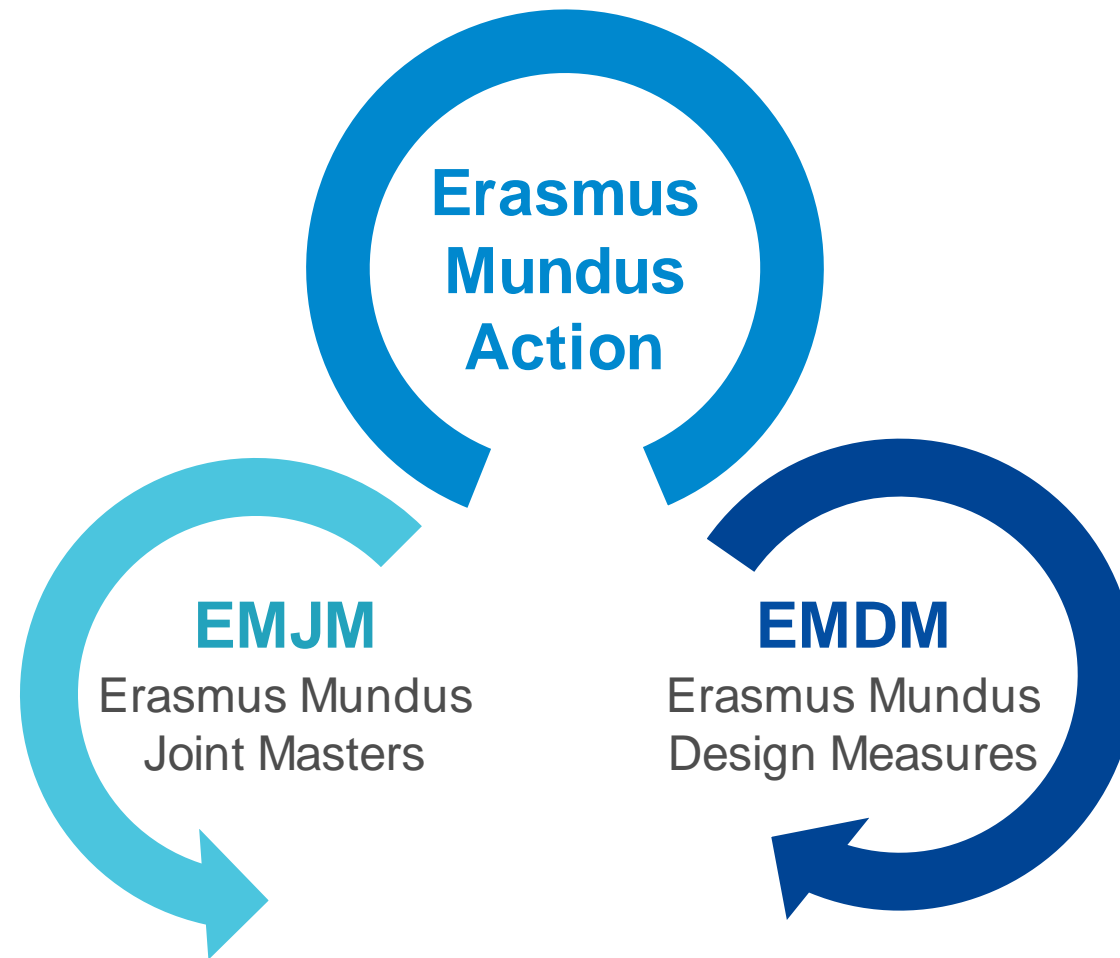 Erasmus
Mundus
Action
EMJM
Erasmus Mundus
Joint Masters
EMDM
Erasmus Mundus
Design Measures